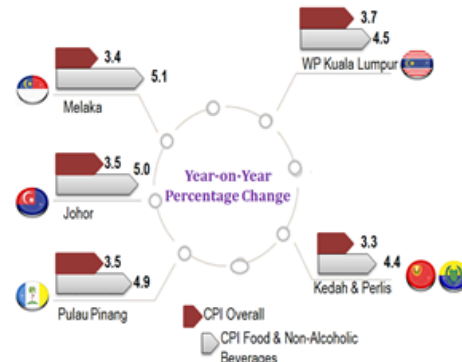 3.4
5.1
Melaka
3.7
4.5
WP Kuala Lumpur
3.5
5.0
Johor
Year-on-Year
Percentage Change
3.5
4.9
Pulau Pinang
3.3
4.4
Kedah & Perlis
CPI Overall
CPI Food & Non-Alcoholic
Beverages